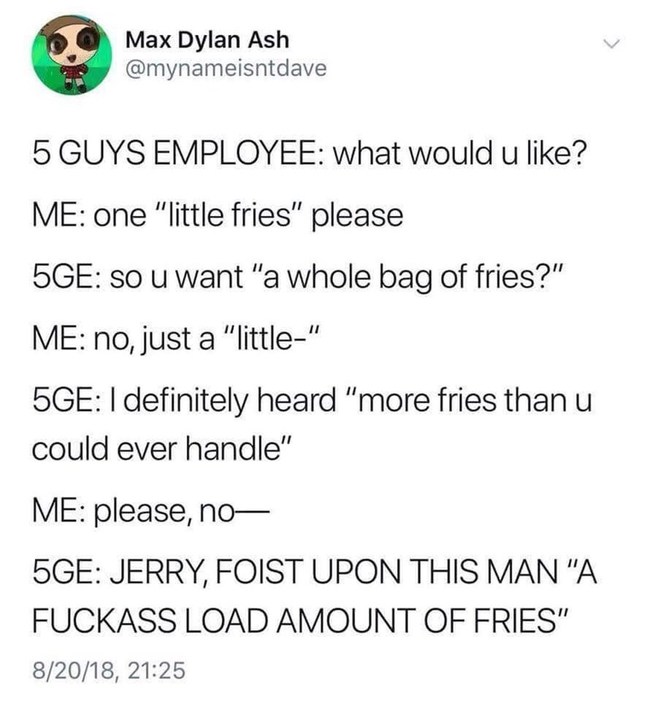 Max Dylan Ash
@mynameisntdave
5 GUYS EMPLOYEE: what would u like?
ME: one "little fries" please
5GE: so u want "a whole bag of fries?"
ME: no, just a "little-"
5GE: I definitely heard "more fries than u
could ever handle"
ME: please, no—
5GE: JERRY, FOIST UPON THIS MAN "A
FUCKASS LOAD AMOUNT OF FRIES"
8/20/18, 21:25